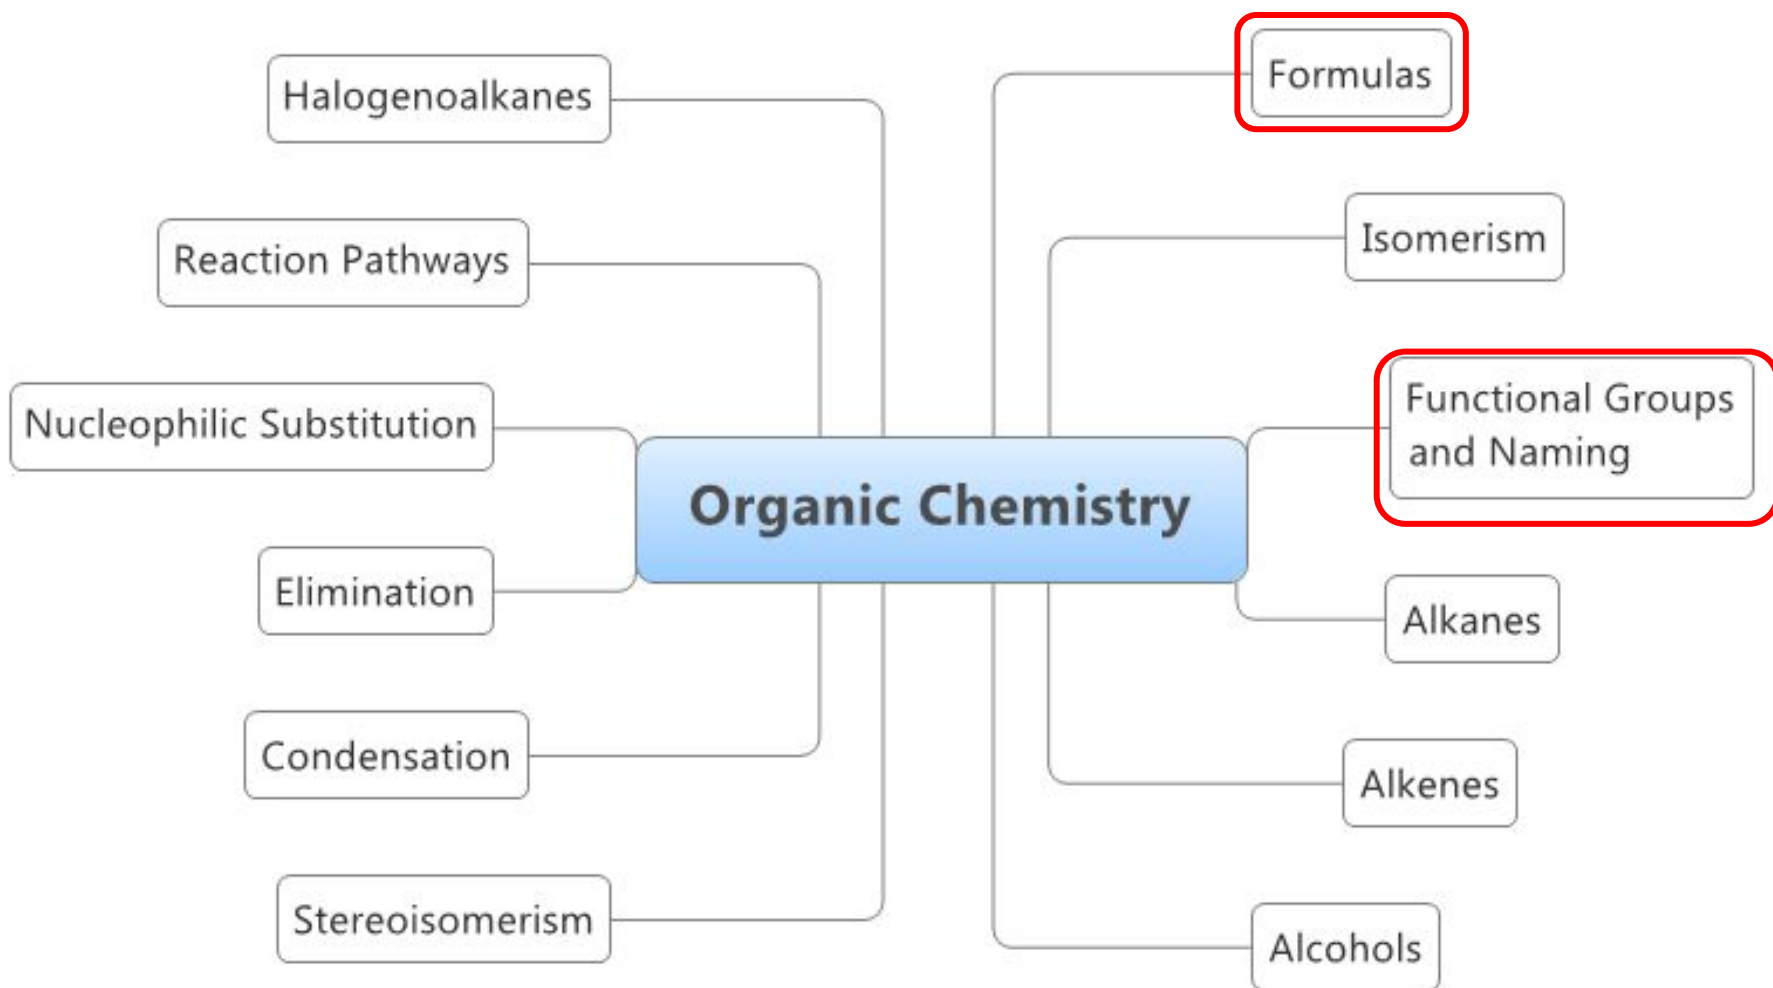 Organic Chemistry
Formulas
Isomerism
Functional Groups
and Naming
Alkanes
Alkenes
Alcohols
Halogenoalkanes
Reaction Pathways
Nucleophilic Substitution
Elimination
Condensation
Stereoisomerism